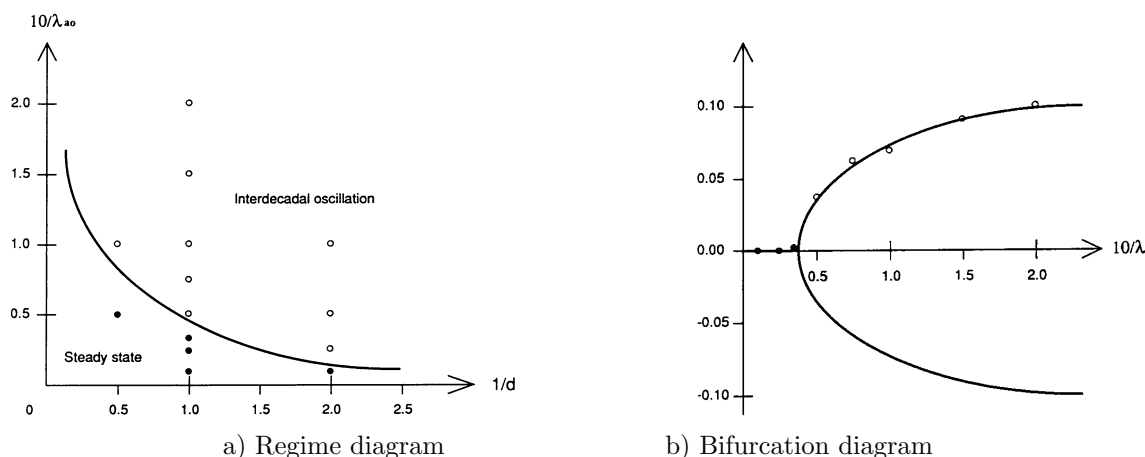 10/λao
2.0
1.5
1.0
0.5
0
0.5
1.0
1.5
2.0
2.5
1/d
Interdecadal oscillation
Steady state
a) Regime diagram
0.10
0.05
0.00
-0.05
-0.10
0.5
1.0
1.5
2.0
10/λ
b) Bifurcation diagram